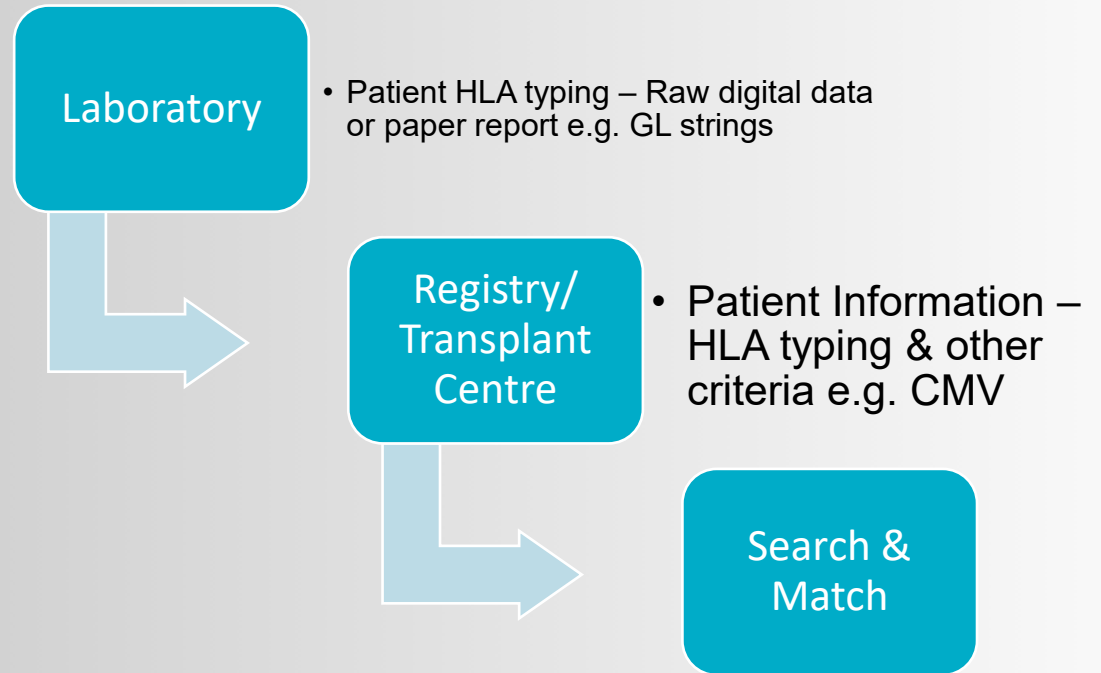 Laboratory
• Patient HLA typing – Raw digital data
or paper report e.g. GL strings
Registry/
Transplant
Centre
• Patient Information –
HLA typing & other
criteria e.g. CMV
Search &
Match